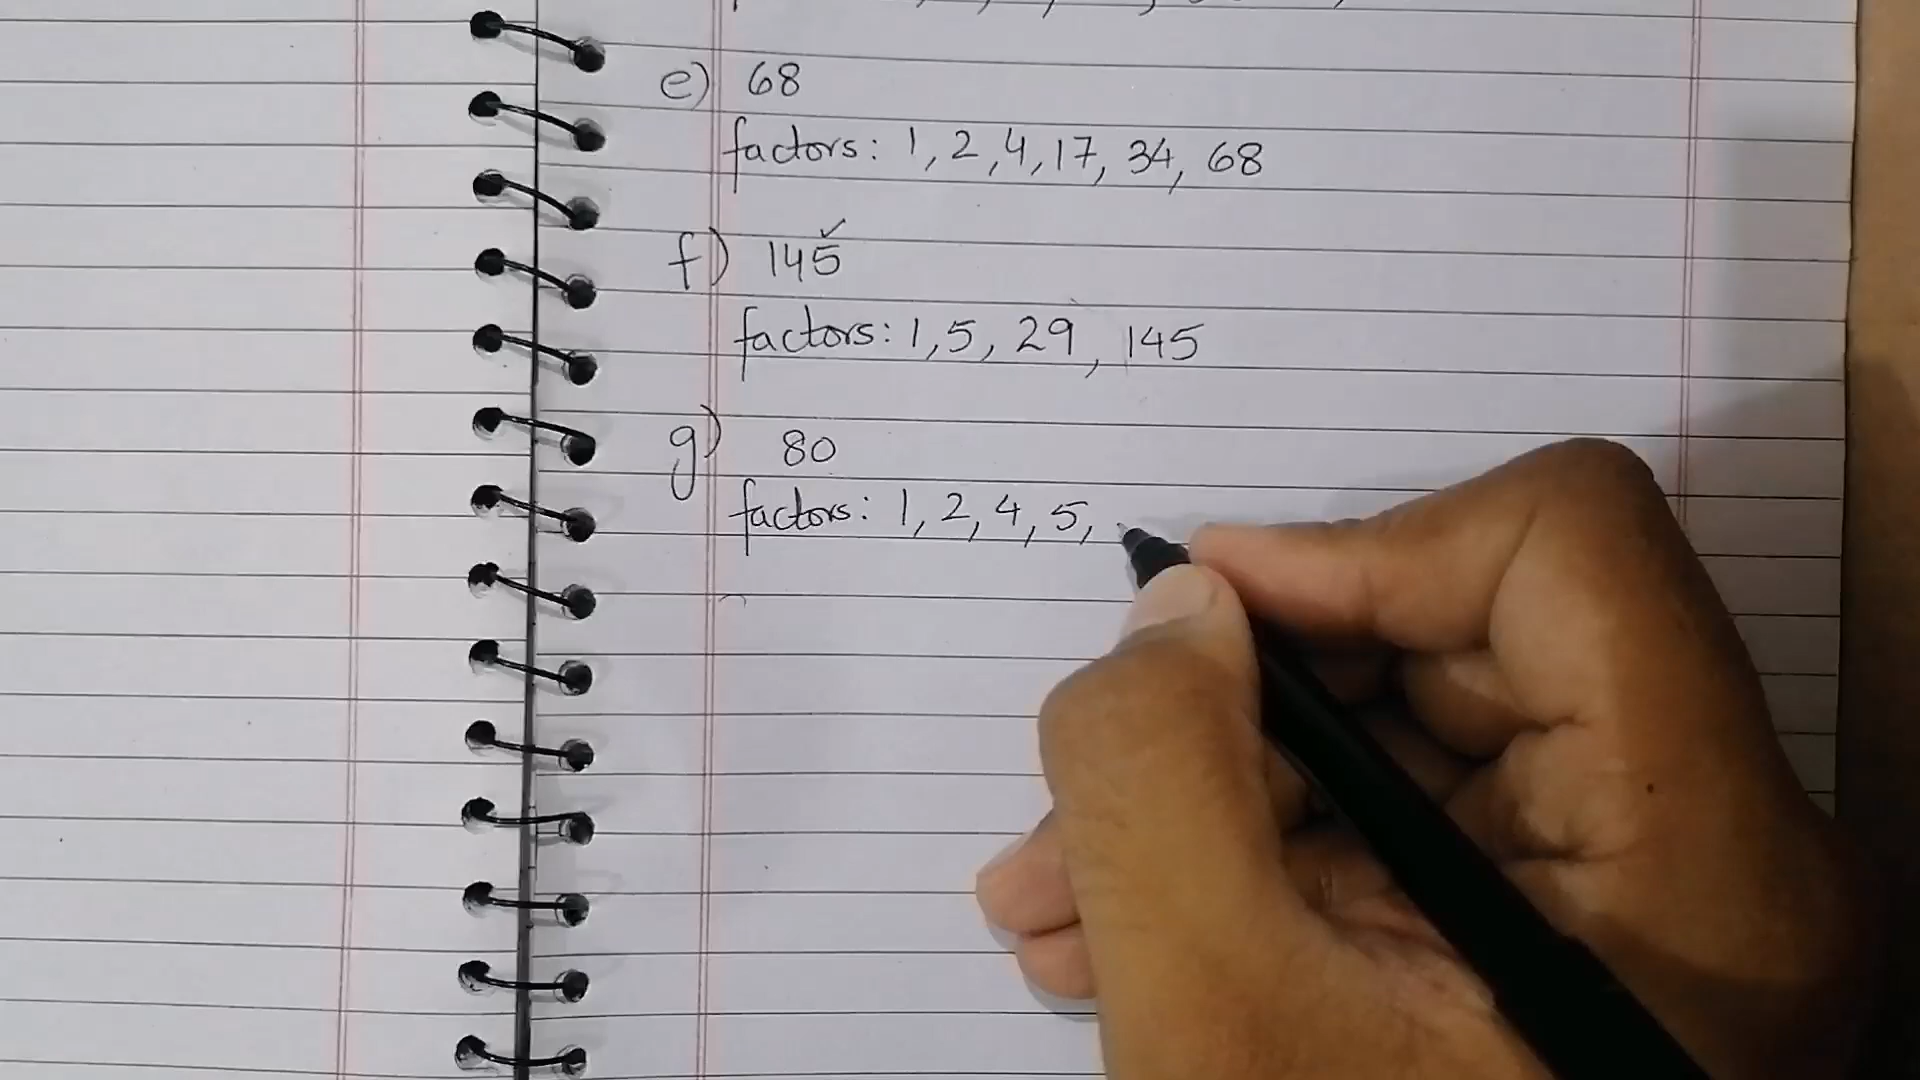 e) 68
factors: 1, 2, 4, 17, 34, 68
f) 145
factors: 1, 5, 29, 145
g) 80
factors: 1, 2, 4, 5,